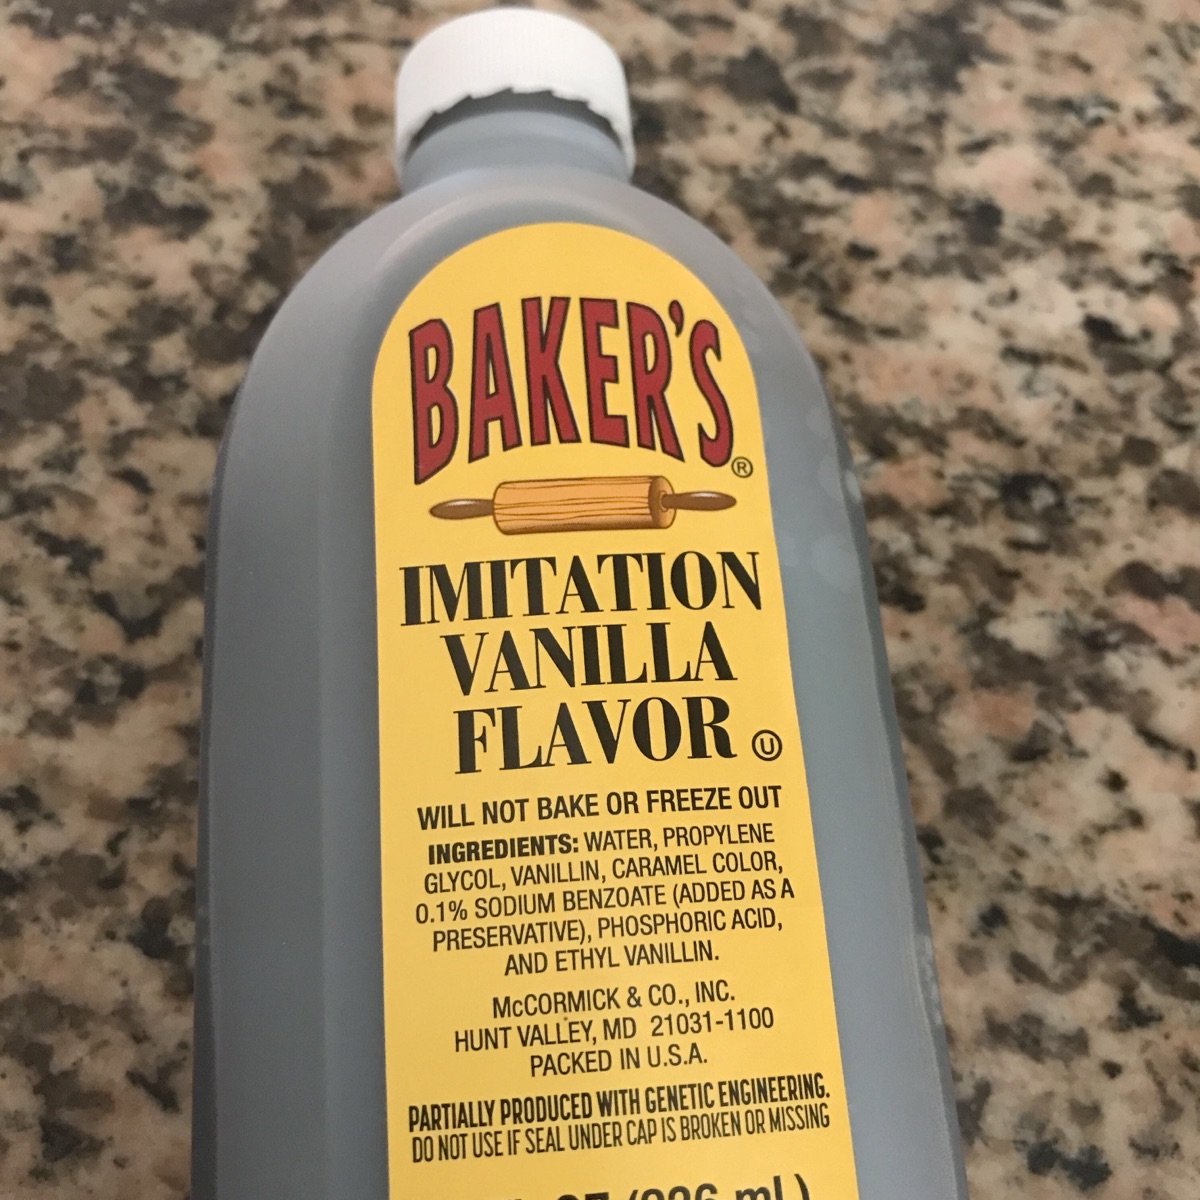 BAKER'S®
IMITATION
VANILLA
FLAVOR Ⓤ
WILL NOT BAKE OR FREEZE OUT
INGREDIENTS: WATER, PROPYLENE
GLYCOL, VANILLIN, CARAMEL COLOR,
0.1% SODIUM BENZOATE (ADDED AS A
PRESERVATIVE), PHOSPHORIC ACID,
AND ETHYL VANILLIN.
McCORMICK & CO., INC.
HUNT VALLEY, MD 21031-1100
PACKED IN U.S.A.
PARTIALLY PRODUCED WITH GENETIC ENGINEERING.
DO NOT USE IF SEAL UNDER CAP IS BROKEN OR MISSING